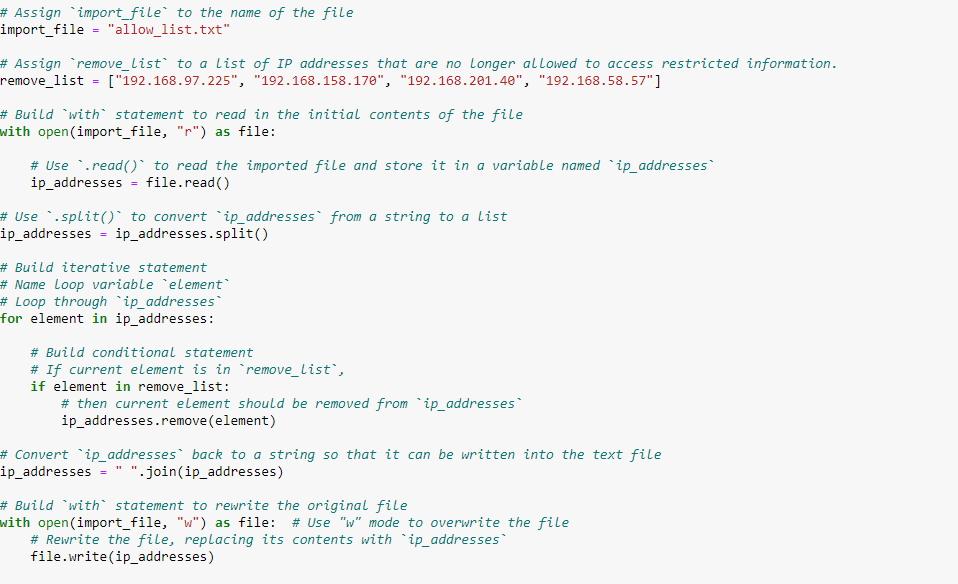 # Assign `import_file` to the name of the file
import_file = "allow_list.txt"
# Assign `remove_list` to a list of IP addresses that are no longer allowed to access restricted information.
remove_list = ["192.168.97.225", "192.168.158.170", "192.168.201.40", "192.168.58.57"]
# Build `with` statement to read in the initial contents of the file
with open(import_file, "r") as file:
    # Use `.read()` to read the imported file and store it in a variable named `ip_addresses`
    ip_addresses = file.read()
# Use `.split()` to convert `ip_addresses` from a string to a list
ip_addresses = ip_addresses.split()
# Build iterative statement
# Name loop variable `element`
# Loop through `ip_addresses`
for element in ip_addresses:
    # Build conditional statement
    # If current element is in `remove_list`,
    if element in remove_list:
        # then current element should be removed from `ip_addresses`
        ip_addresses.remove(element)
# Convert `ip_addresses` back to a string so that it can be written into the text file
ip_addresses = " ".join(ip_addresses)
# Build `with` statement to rewrite the original file
with open(import_file, "w") as file:  # Use "w" mode to overwrite the file
    # Rewrite the file, replacing its contents with `ip_addresses`
    file.write(ip_addresses)